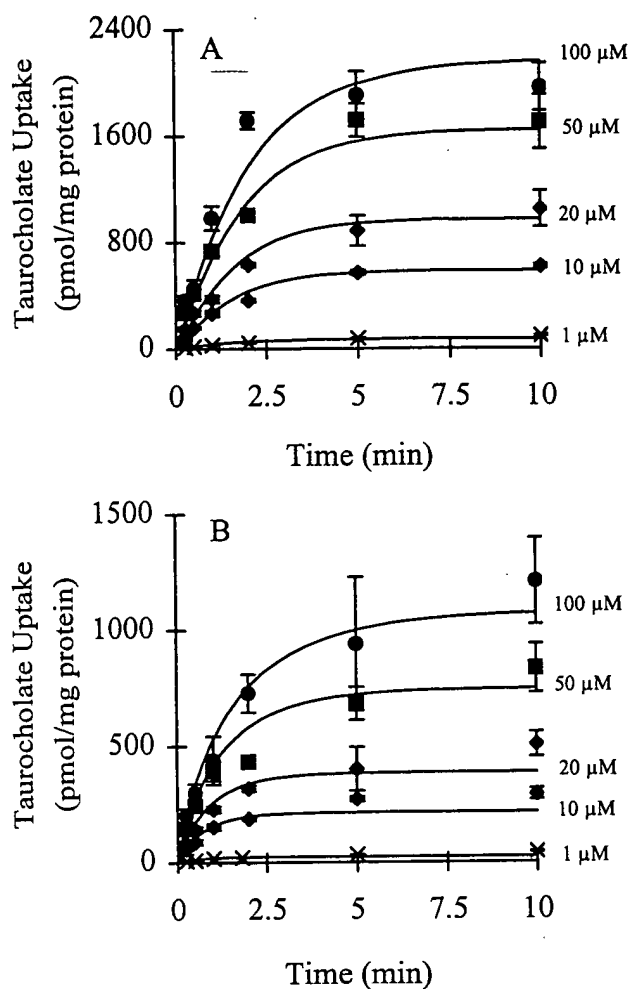 A
Taurocholate Uptake
(pmol/mg protein)
2400
1600
800
0
100 µM
50 µM
20 µM
10 µM
1 µM
0 2.5 5 7.5 10
Time (min)
B
Taurocholate Uptake
(pmol/mg protein)
1500
1000
500
0
100 µM
50 µM
20 µM
10 µM
1 µM
0 2.5 5 7.5 10
Time (min)